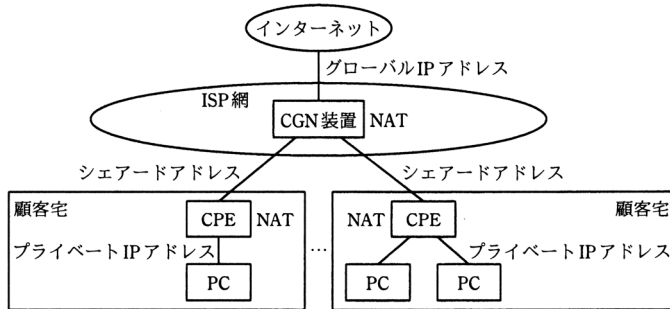 インターネット
グローバルIPアドレス
ISP網
CGN装置 NAT
シェアードアドレス シェアードアドレス
顧客宅 CPE NAT NAT CPE 顧客宅
プライベートIPアドレス … プライベートIPアドレス
PC PC PC